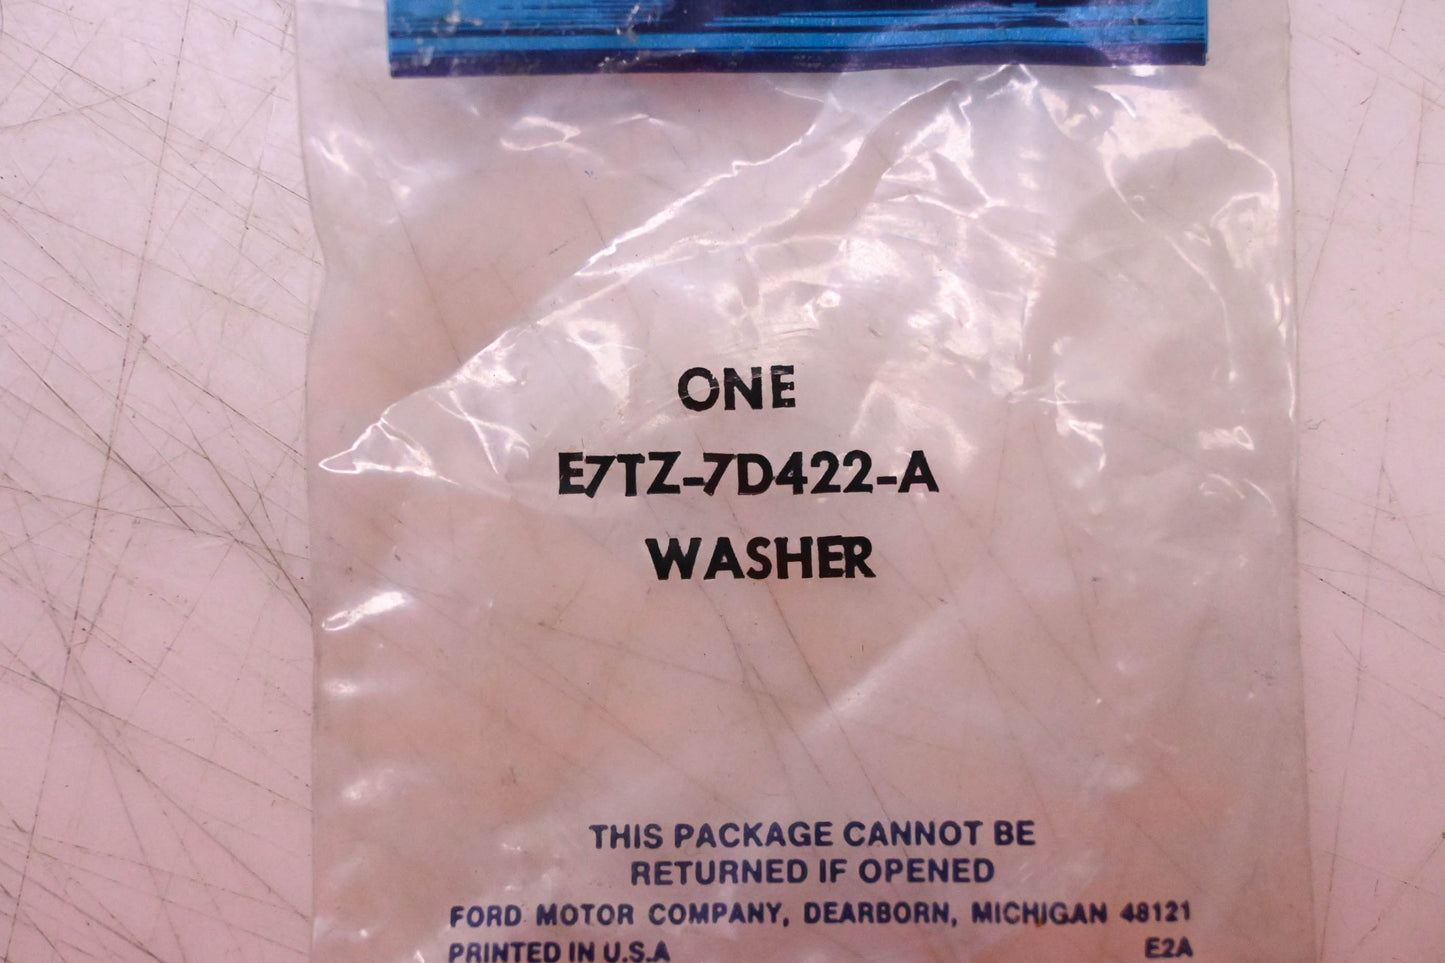 ONE
E7TZ-7D422-A
WASHER
THIS PACKAGE CANNOT BE
RETURNED IF OPENED
FORD MOTOR COMPANY, DEARBORN, MICHIGAN 48121
PRINTED IN U.S.A
E2A